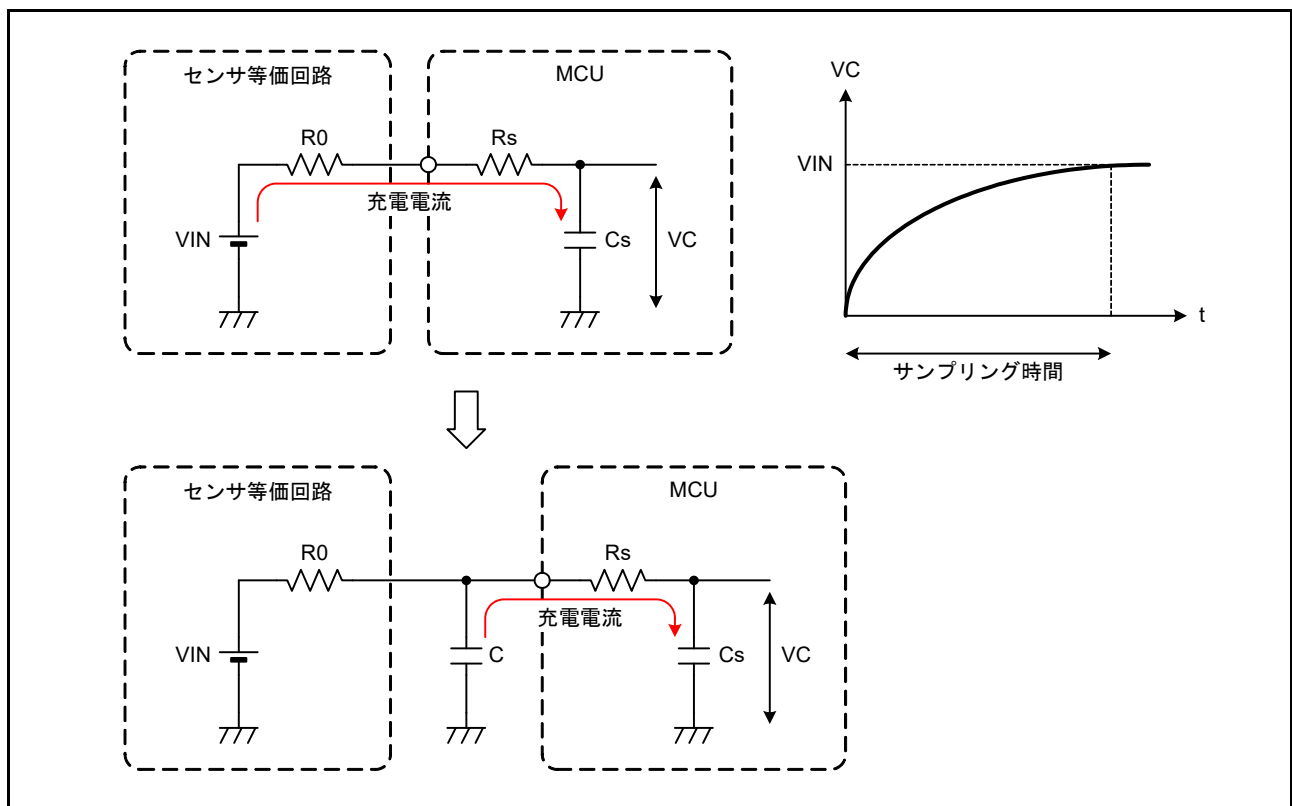 センサ等価回路
MCU
R0
Rs
充電電流
VIN
Cs
VC
VC
VIN
t
サンプリング時間
センサ等価回路
MCU
R0
Rs
充電電流
VIN
C
Cs
VC